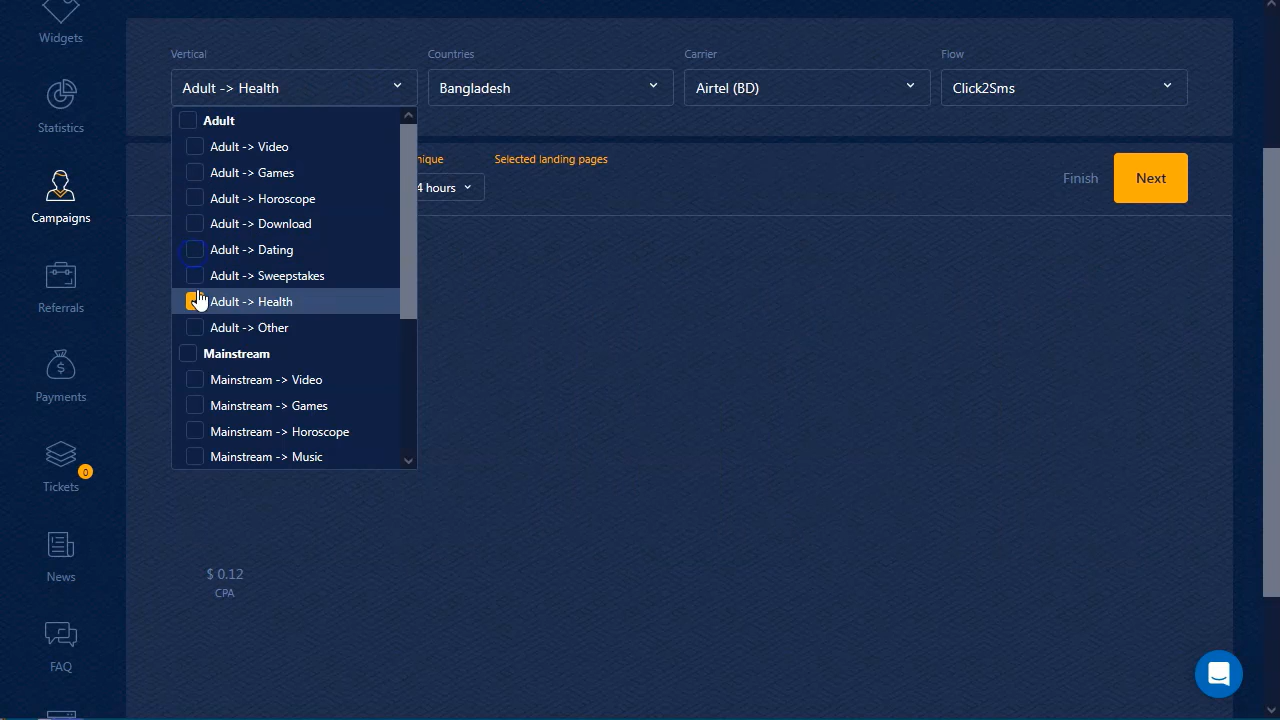 Widgets
Statistics
Campaigns
Referrals
Payments
0
Tickets
News
FAQ
Vertical
Countries
Carrier
Flow
Adult -> Health
Bangladesh
Airtel (BD)
Click2Sms
Adult
Adult -> Video
Adult -> Games
Adult -> Horoscope
Adult -> Download
Adult -> Dating
Adult -> Sweepstakes
Adult -> Health
Adult -> Other
Mainstream
Mainstream -> Video
Mainstream -> Games
Mainstream -> Horoscope
Mainstream -> Music
nique
Selected landing pages
4 hours
Finish
Next
$ 0.12
CPA